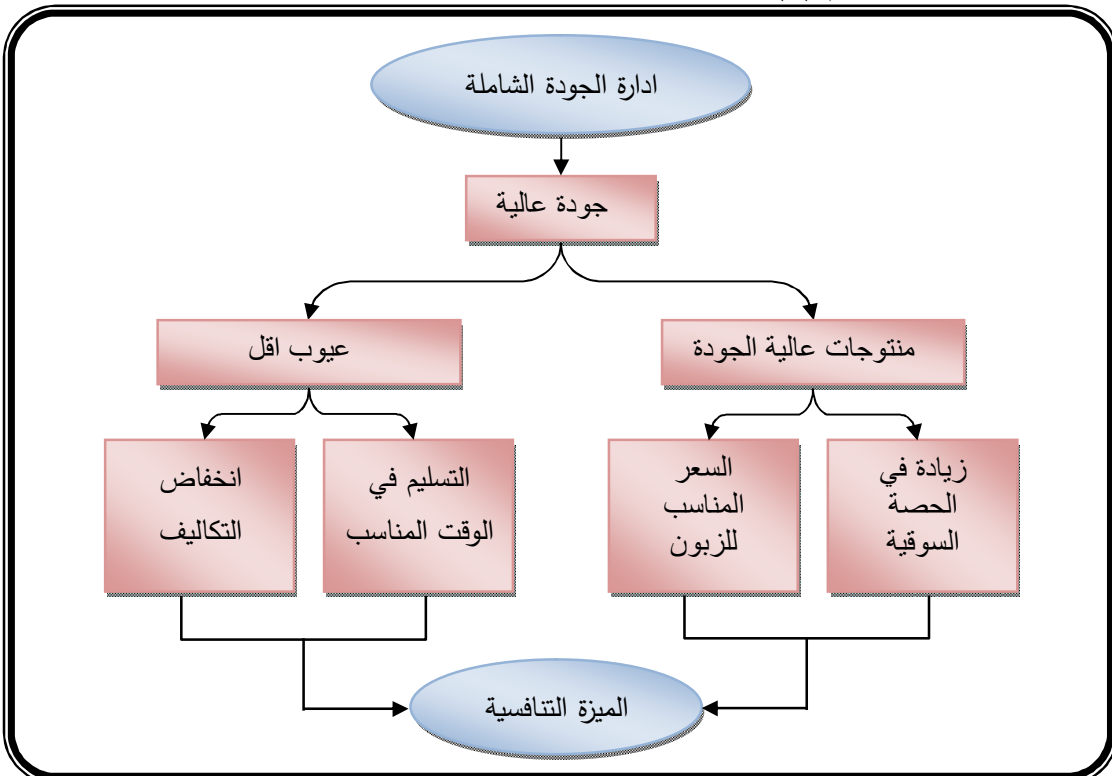 ادارة الجودة الشاملة
جودة عالية
منتوجات عالية الجودة
عيوب اقل
زيادة في
الحصة
السوقية
السعر
المناسب
للزبون
التسليم في
الوقت المناسب
انخفاض
التكاليف
الميزة التنافسية